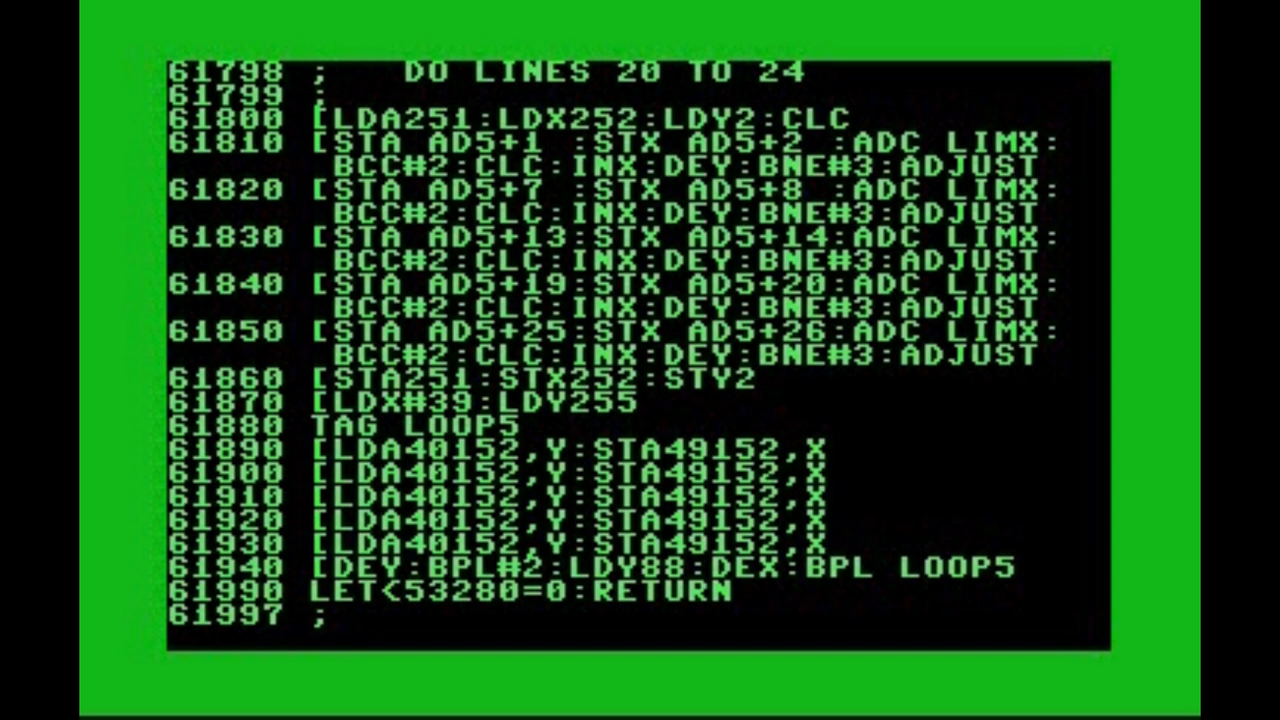 61798 ;   DO LINES 20 TO 24
61799 ;
61800 [LDA251:LDX252:LDY2:CLC
61810 [STA AD5+1 :STX AD5+2 :ADC LIMX:
BCC#2:CLC:INX:DEY:BNE#3:ADJUST
61820 [STA AD5+7 :STX AD5+8 :ADC LIMX:
BCC#2:CLC:INX:DEY:BNE#3:ADJUST
61830 [STA AD5+13:STX AD5+14:ADC LIMX:
BCC#2:CLC:INX:DEY:BNE#3:ADJUST
61840 [STA AD5+19:STX AD5+20:ADC LIMX:
BCC#2:CLC:INX:DEY:BNE#3:ADJUST
61850 [STA AD5+25:STX AD5+26:ADC LIMX:
BCC#2:CLC:INX:DEY:BNE#3:ADJUST
61860 [STA251:STX252:STY2
61870 [LDX#39:LDY255
61880 TAG LOOP5
61890 [LDA40152,Y:STA49152,X
61900 [LDA40152,Y:STA49152,X
61910 [LDA40152,Y:STA49152,X
61920 [LDA40152,Y:STA49152,X
61930 [LDA40152,Y:STA49152,X
61940 [DEY:BPL#2:LDY88:DEX:BPL LOOP5
61990 LET<53280=0:RETURN
61997 ;